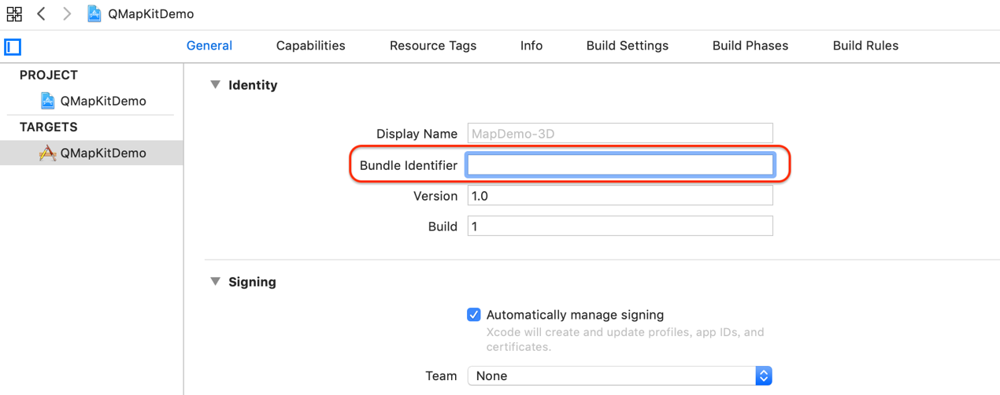 QMapKitDemo
General Capabilities Resource Tags Info Build Settings Build Phases Build Rules
PROJECT
QMapKitDemo
TARGETS
QMapKitDemo
Identity
Display Name MapDemo-3D
Bundle Identifier
Version 1.0
Build 1
Signing
Automatically manage signing
Xcode will create and update profiles, app IDs, and
certificates.
Team None